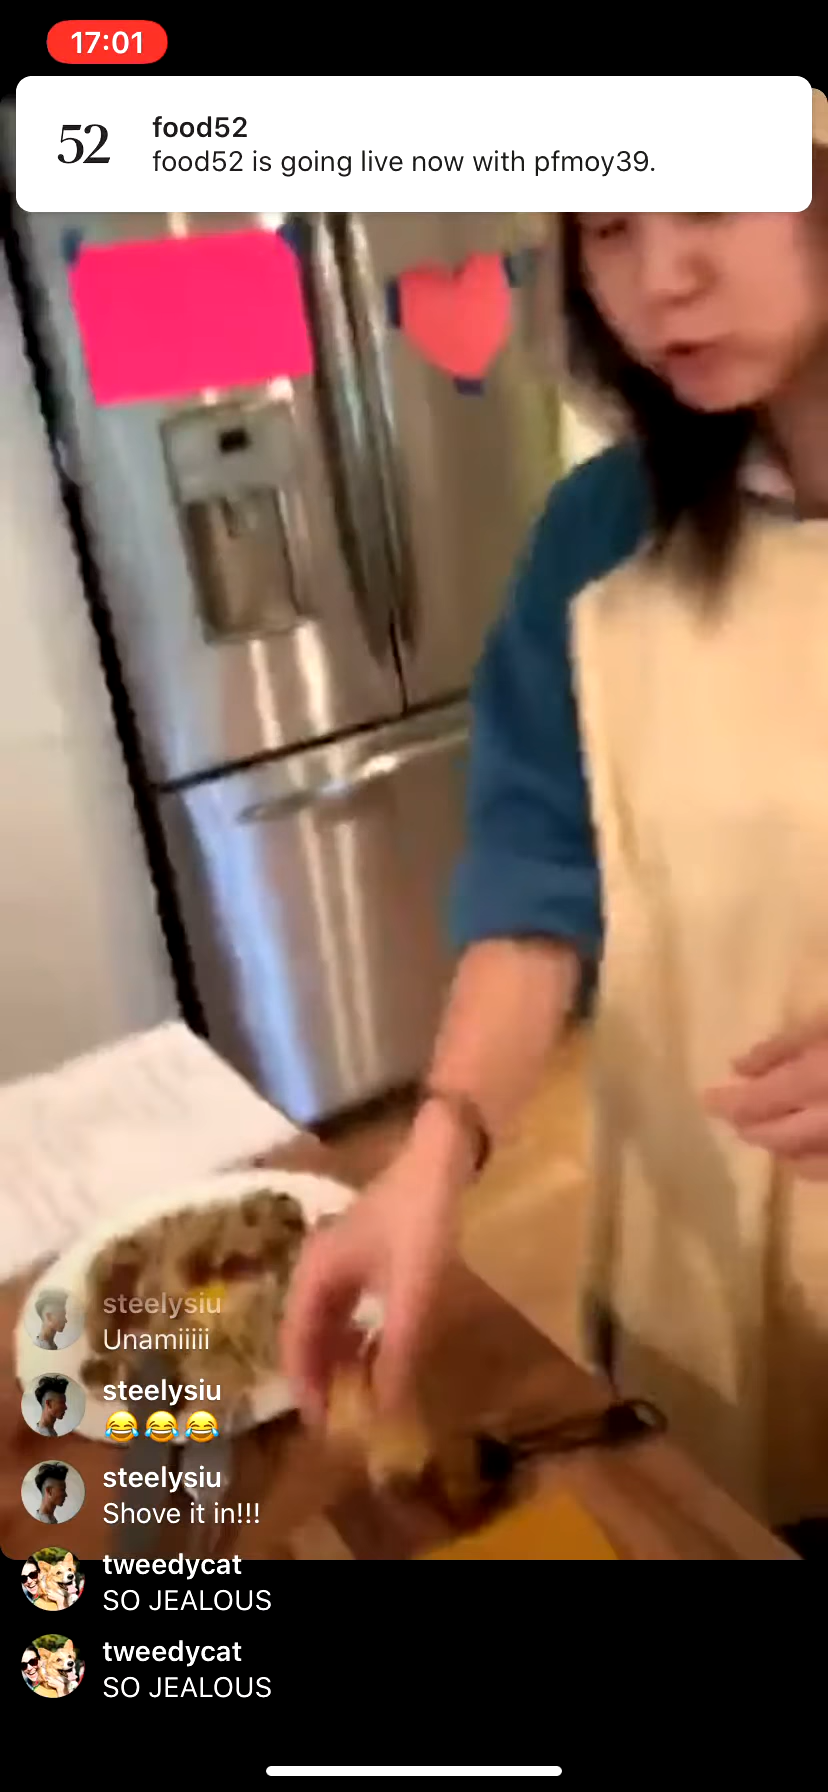 17:01
52
food52
food52 is going live now with pfmoy39.
steelysiu
Unamiiiii
steelysiu
😂😂😂
steelysiu
Shove it in!!!
tweedycat
SO JEALOUS
tweedycat
SO JEALOUS